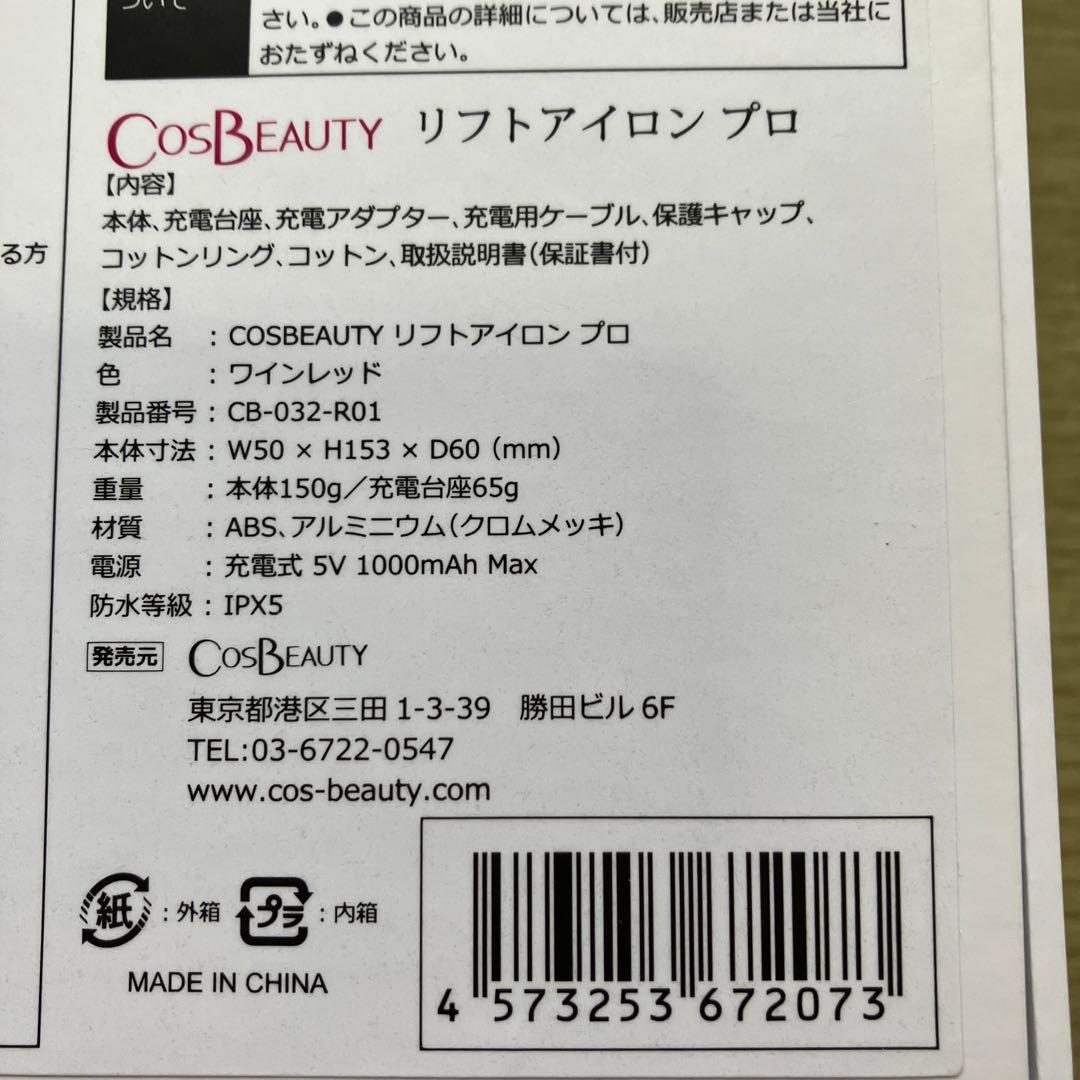 ついて
さい。●この商品の詳細については、販売店または当社に
おたずねください。
COSBEAUTY リフトアイロン プロ
【内容】
本体、充電台座、充電アダプター、充電用ケーブル、保護キャップ、
る方
コットンリング、コットン、取扱説明書(保証書付)
【規格】
製品名 : COSBEAUTY リフトアイロン プロ
色 : ワインレッド
製品番号 : CB-032-R01
本体寸法 : W50 × H153 × D60 (mm)
重量 : 本体150g/充電台座65g
材質 : ABS、アルミニウム(クロムメッキ)
電源 : 充電式 5V 1000mAh Max
防水等級 : IPX5
発売元 COSBEAUTY
東京都港区三田 1-3-39 勝田ビル 6F
TEL:03-6722-0547
www.cos-beauty.com
紙 : 外箱 プラ : 内箱
MADE IN CHINA
4 573253 672073